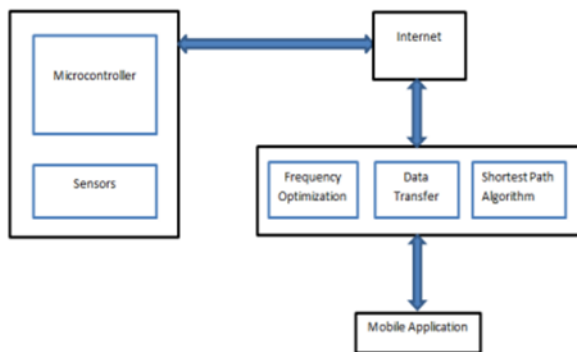 Microcontroller
Sensors
Internet
Frequency
Optimization
Data
Transfer
Shortest Path
Algorithm
Mobile Application